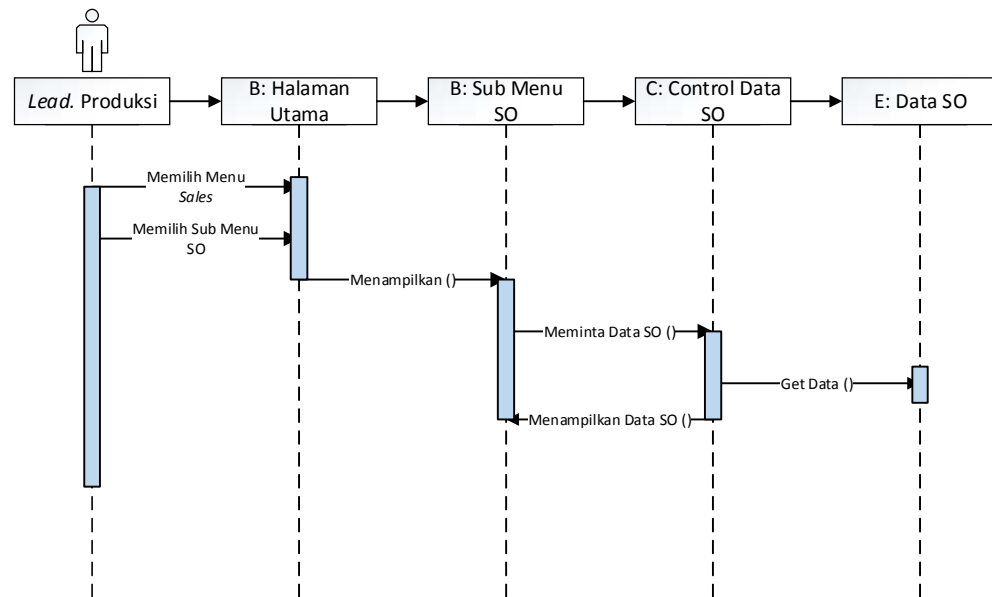 Lead. Produksi
B: Halaman
Utama
B: Sub Menu
SO
C: Control Data
SO
E: Data SO
Memilih Menu
Sales
Memilih Sub Menu
SO
Menampilkan ()
Meminta Data SO ()
Get Data ()
Menampilkan Data SO ()